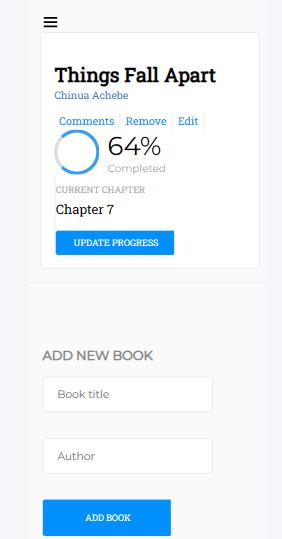 Things Fall Apart
Chinua Achebe
Comments Remove Edit
64%
Completed
CURRENT CHAPTER
Chapter 7
UPDATE PROGRESS
ADD NEW BOOK
Book title
Author
ADD BOOK